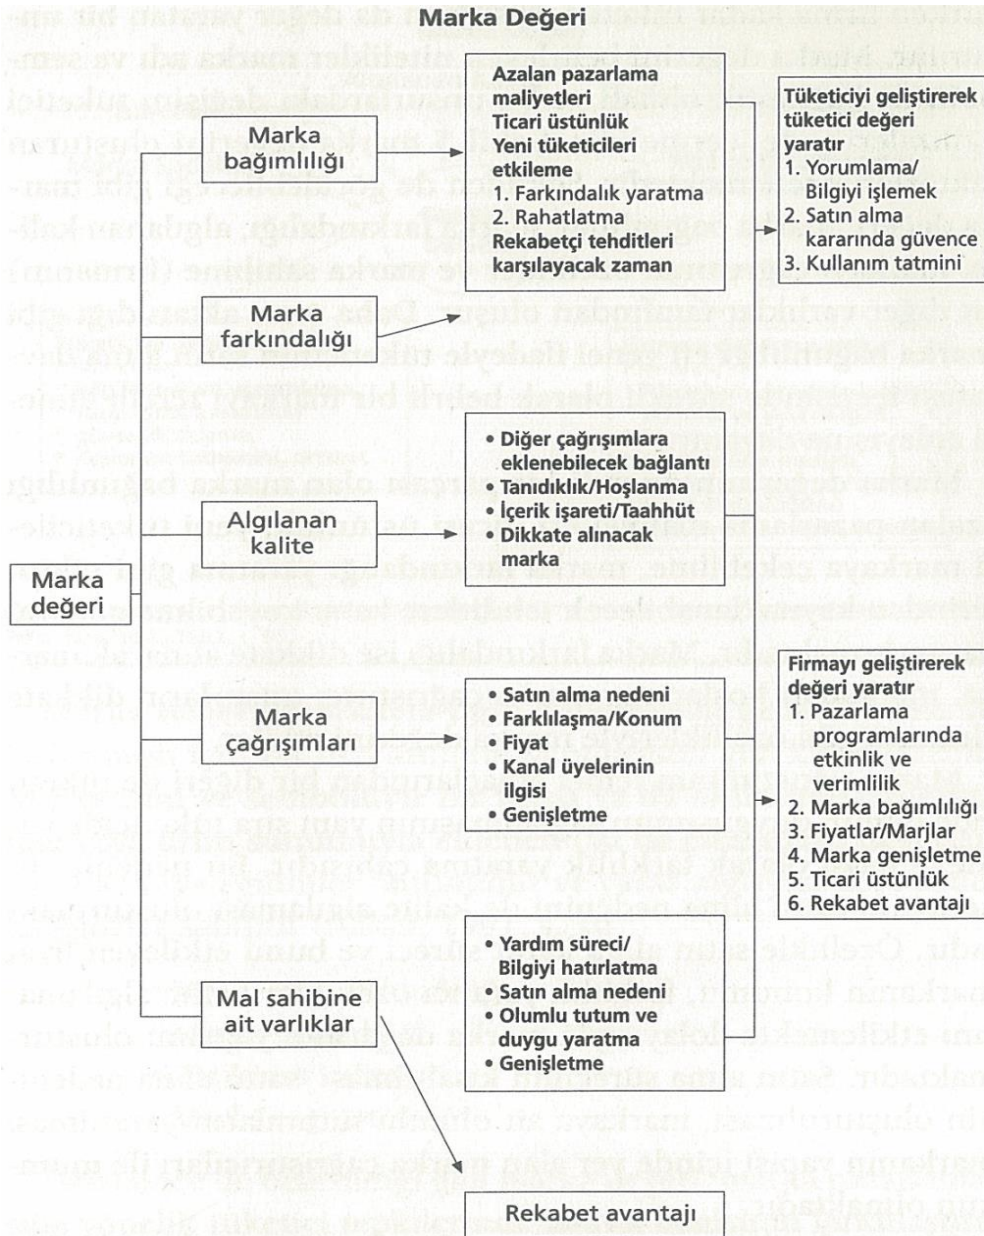 Marka Değeri
Marka
bağımlılığı
Azalan pazarlama
maliyetleri
Ticari üstünlük
Yeni tüketicileri
etkileme
1. Farkındalık yaratma
2. Rahatlatma
Rekabetçi tehditleri
karşılayacak zaman
Tüketiciyi geliştirerek
tüketici değeri
yaratır
1. Yorumlama/
Bilgiyi işlemek
2. Satın alma
kararında güvence
3. Kullanım tatmini
Marka
farkındalığı
Algılanan
kalite
• Diğer çağrışımlara
eklenebilecek bağlantı
• Tanıdıklık/Hoşlanma
• İçerik işareti/Taahhüt
• Dikkate alınacak
marka
Marka
değeri
Marka
çağrışımları
• Satın alma nedeni
• Farklılaşma/Konum
• Fiyat
• Kanal üyelerinin
ilgisi
• Genişletme
Firmayı geliştirerek
değeri yaratır
1. Pazarlama
programlarında
etkinlik ve
verimlilik
2. Marka bağımlılığı
3. Fiyatlar/Marjlar
4. Marka genişletme
5. Ticari üstünlük
6. Rekabet avantajı
Mal sahibine
ait varlıklar
• Yardım süreci/
Bilgiyi hatırlatma
• Satın alma nedeni
• Olumlu tutum ve
duygu yaratma
• Genişletme
Rekabet avantajı